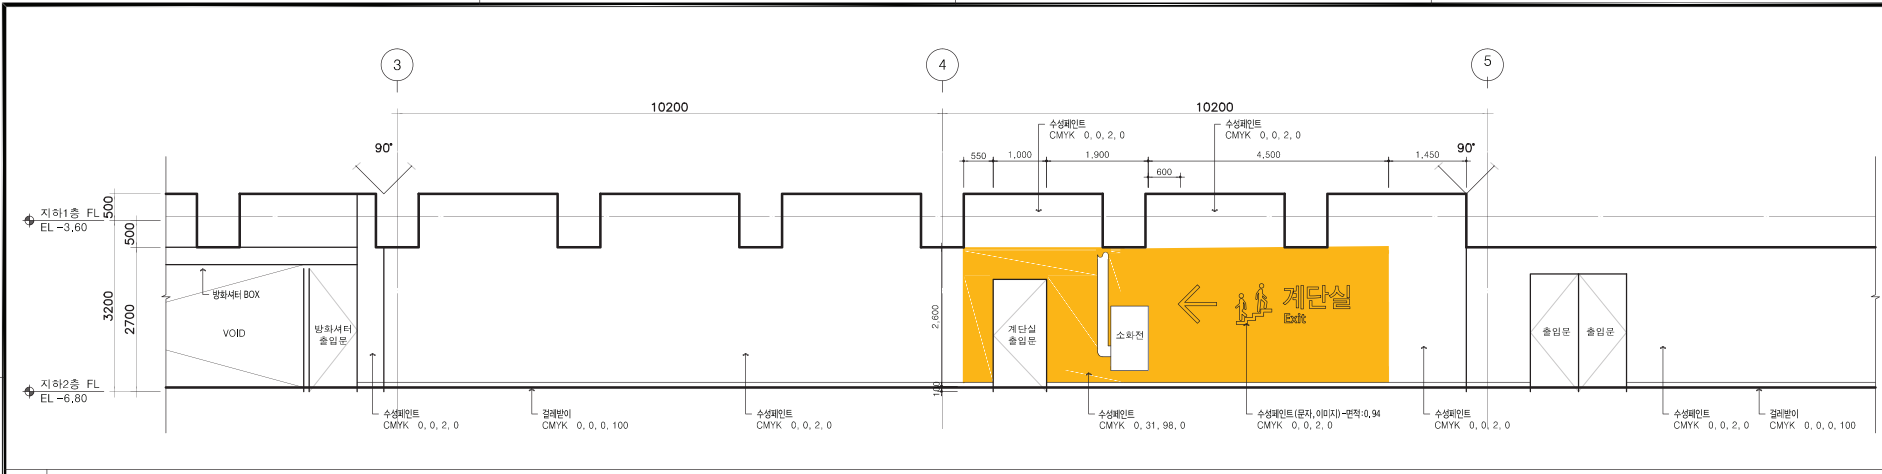 3
4
5
10200
10200
수성페인트
CMYK 0, 0, 2, 0
수성페인트
CMYK 0, 0, 2, 0
90°
550
1,000
1,900
4,500
1,450
90°
600
지하1층 FL
EL -3.60
500
500
3200
2700
2,600
100
방화셔터 BOX
VOID
방화셔터
출입문
계단실
출입문
소화전
계단실
Exit
출입문
출입문
지하2층 FL
EL -6.80
수성페인트
CMYK 0, 0, 2, 0
걸레받이
CMYK 0, 0, 0, 100
수성페인트
CMYK 0, 0, 2, 0
수성페인트
CMYK 0, 31, 98, 0
수성페인트 (문자, 이미지) -면적:0.94
CMYK 0, 0, 2, 0
수성페인트
CMYK 0, 0, 2, 0
수성페인트
CMYK 0, 0, 2, 0
걸레받이
CMYK 0, 0, 0, 100